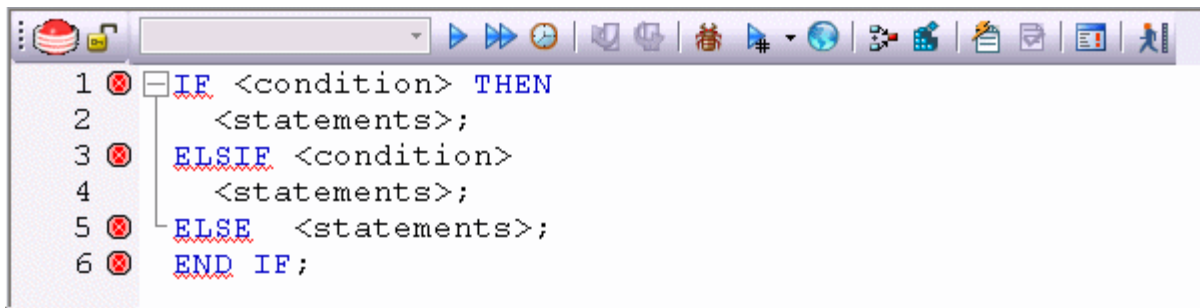 1 IF <condition> THEN
2 <statements>;
3 ELSIF <condition>
4 <statements>;
5 ELSE <statements>;
6 END IF;